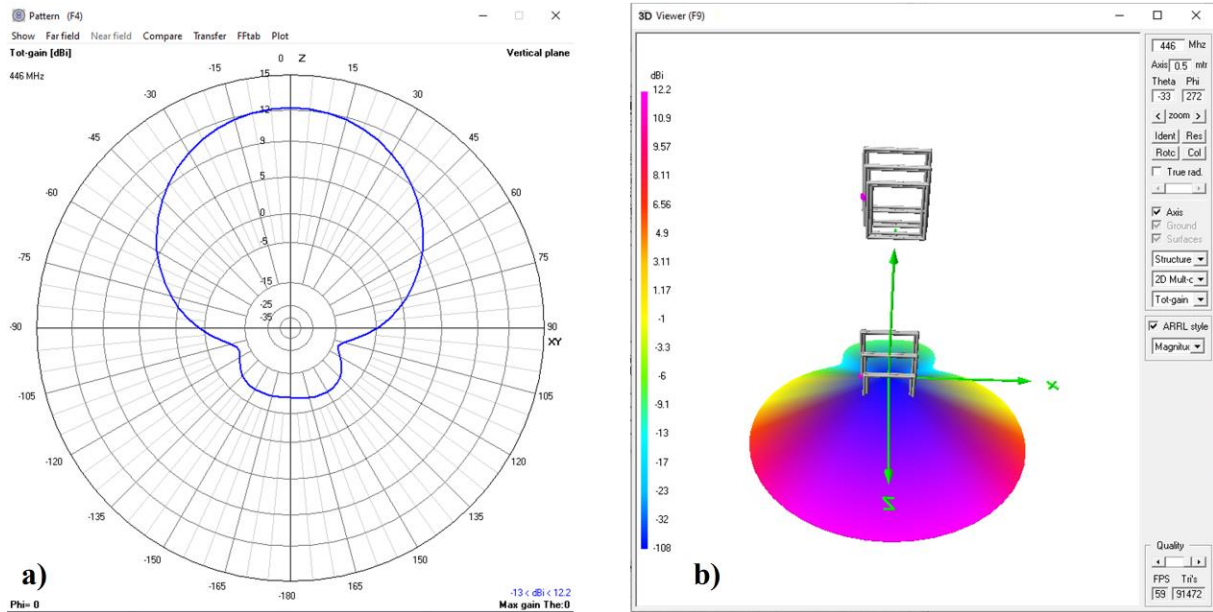 Pattern (F4)
Show Far field Near field Compare Transfer FFtab Plot
Tot-gain [dBi]
Vertical plane
446 MHz
0 Z
-15
15
-30
30
-45
45
-60
60
-75
75
-90
90
XY
-105
105
-120
120
-135
135
-150
150
-165
165
-180
15
12
9
5
0
-5
-15
-25
-35
a)
-13 < dBi < 12.2
Phi= 0
Max gain The:0
3D Viewer (F9)
dBi
12.2
10.9
9.57
8.11
6.56
4.9
3.11
1.17
-1
-3.3
-6
-9.1
-13
-17
-23
-32
-108
X
Z
b)
446 Mhz
Axis 0.5 mtr
Theta Phi
-33 272
< zoom >
Ident Res
Rotc Col
True rad.
Axis
Ground
Surfaces
Structure
2D Mult-c
Tot-gain
ARRL style
Magnituc
Quality
FPS Tri's
59 91472